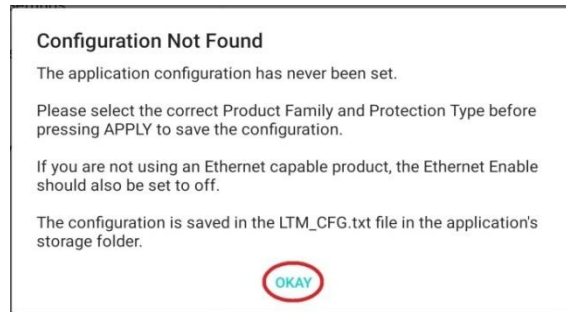 Configuration Not Found
The application configuration has never been set.
Please select the correct Product Family and Protection Type before
pressing APPLY to save the configuration.
If you are not using an Ethernet capable product, the Ethernet Enable
should also be set to off.
The configuration is saved in the LTM_CFG.txt file in the application's
storage folder.
OKAY